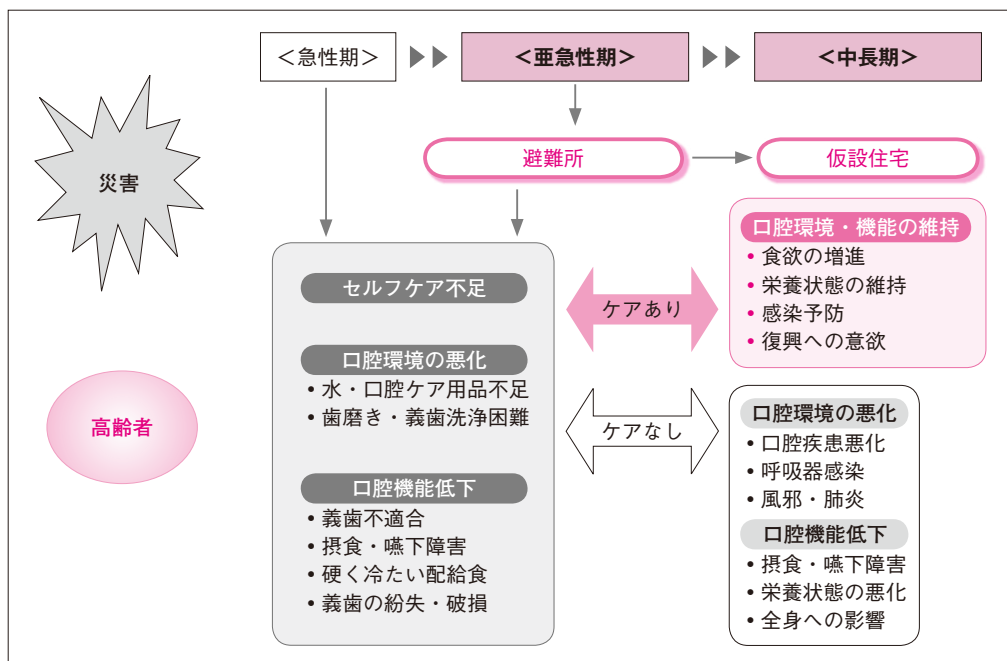 ＜急性期＞
＜亜急性期＞
＜中長期＞
災害
避難所
仮設住宅
高齢者
セルフケア不足
口腔環境の悪化
• 水・口腔ケア用品不足
• 歯磨き・義歯洗浄困難
口腔機能低下
• 義歯不適合
• 摂食・嚥下障害
• 硬く冷たい配給食
• 義歯の紛失・破損
ケアあり
ケアなし
口腔環境・機能の維持
• 食欲の増進
• 栄養状態の維持
• 感染予防
• 復興への意欲
口腔環境の悪化
• 口腔疾患悪化
• 呼吸器感染
• 風邪・肺炎
口腔機能低下
• 摂食・嚥下障害
• 栄養状態の悪化
• 全身への影響